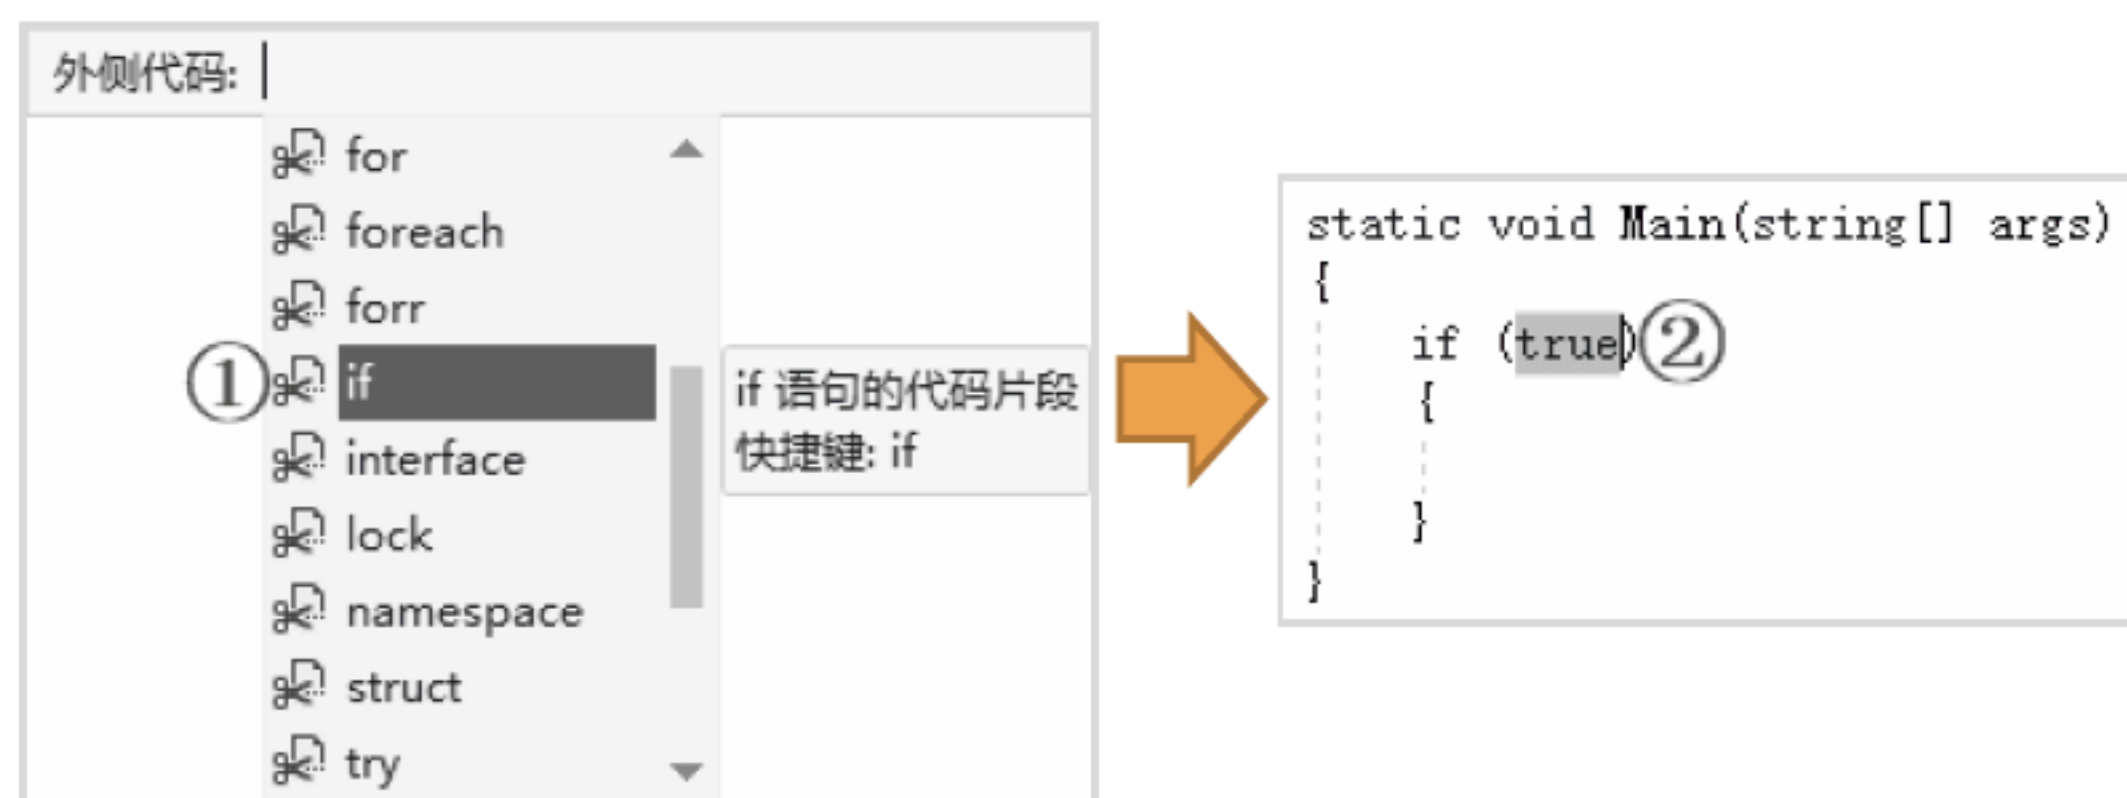 外侧代码:
for
foreach
forr
① if
interface
lock
namespace
struct
try
if 语句的代码片段
快捷键: if
static void Main(string[] args)
{
if (true) ②
{
}
}